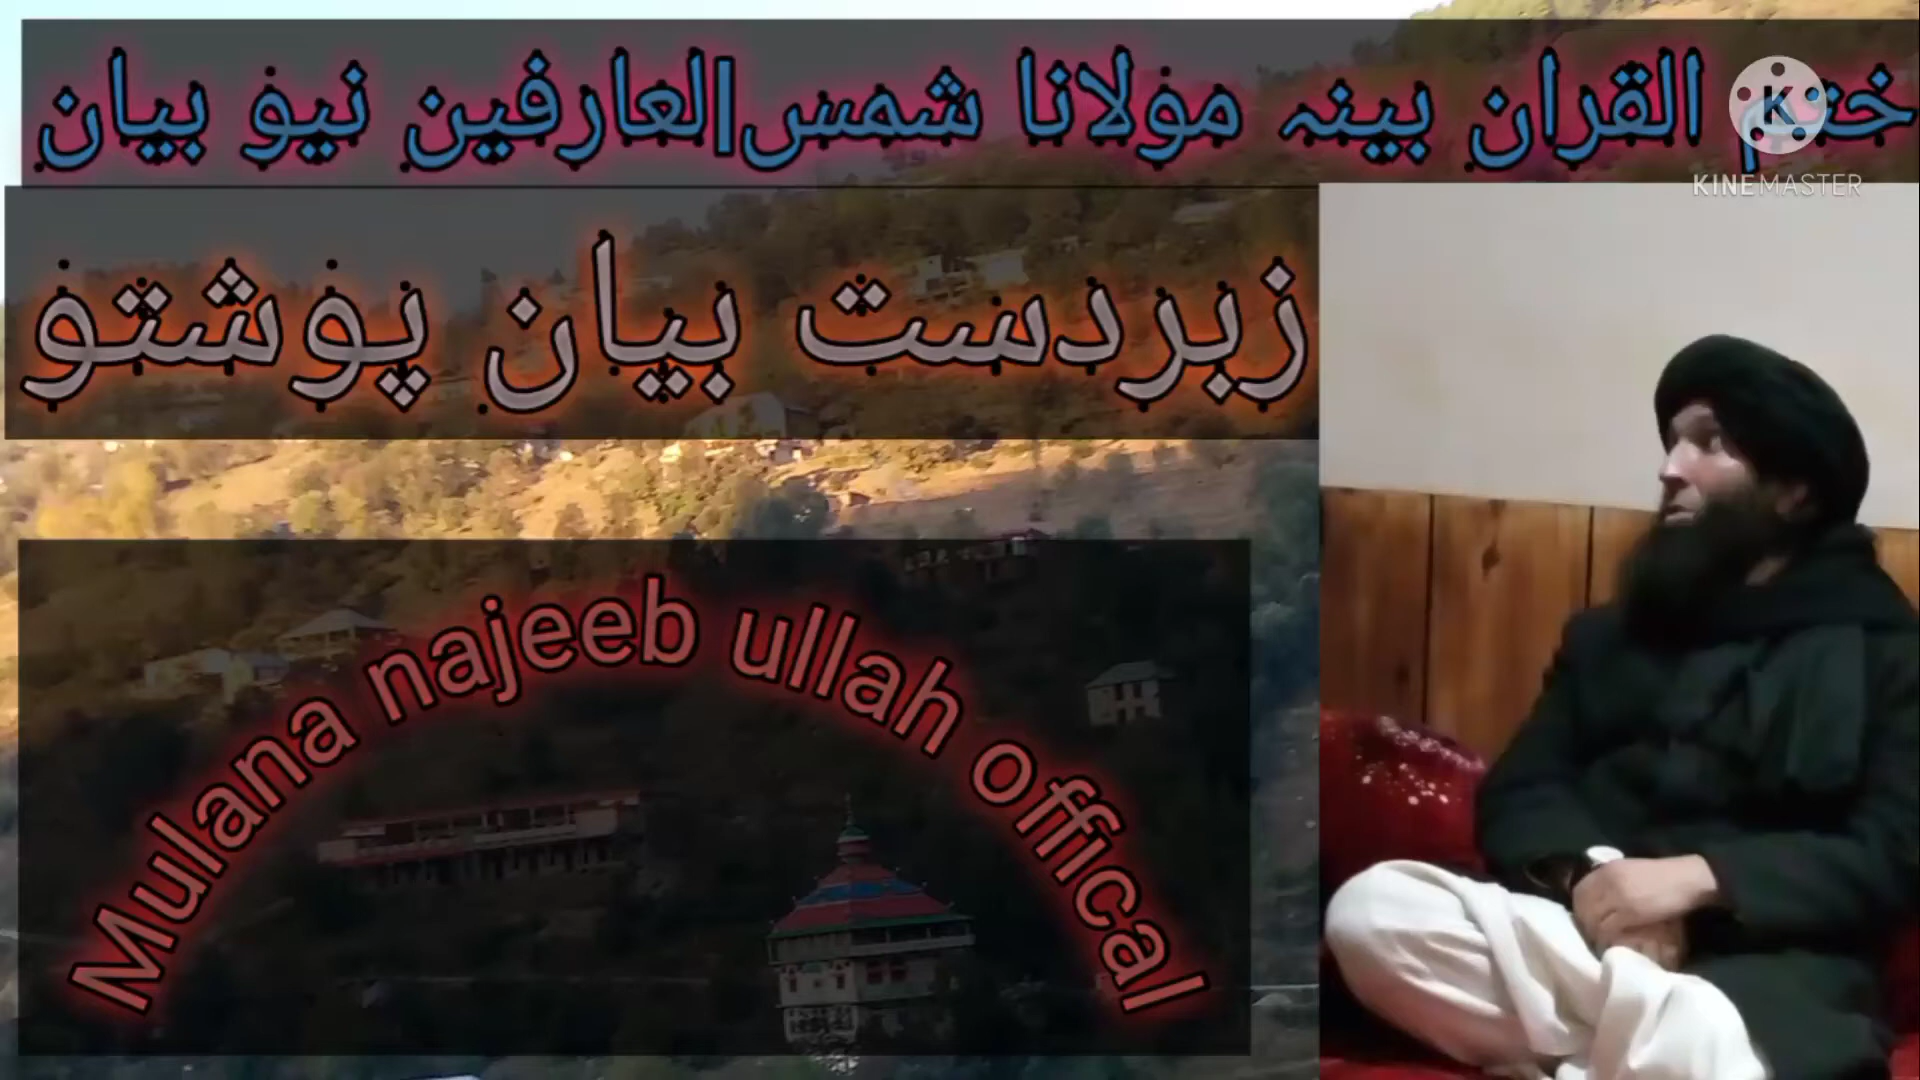 ختم القران بینہ مولانا شمس العارفین نیو بیان
KINEMASTER
زبردست بیان پوشتو
Mulana najeeb ullah offical